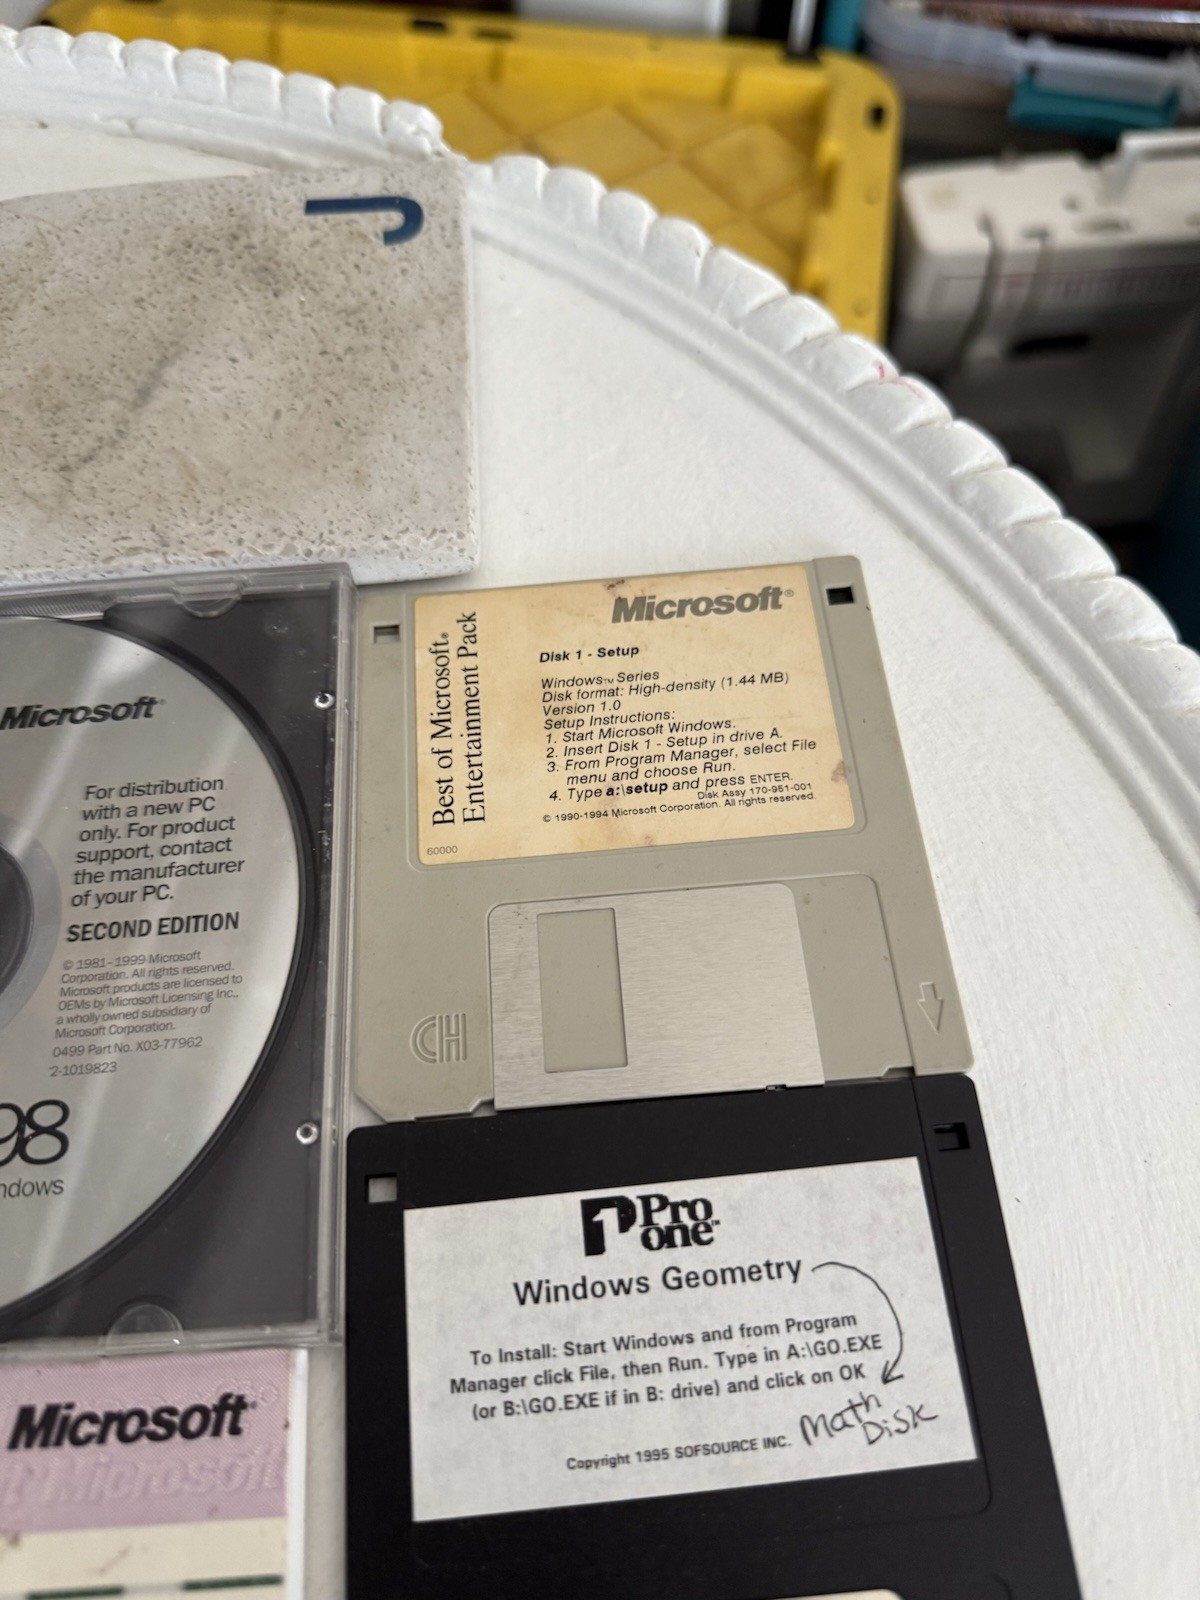 J
Microsoft
For distribution
with a new PC
only. For product
support, contact
the manufacturer
of your PC.
SECOND EDITION
© 1981–1999 Microsoft
Corporation. All rights reserved.
Microsoft products are licensed to
OEMs by Microsoft Licensing Inc.,
a wholly owned subsidiary of
Microsoft Corporation.
0499 Part No. X03-77962
2-1019823
98
ndows
Microsoft
Microsoft
Best of Microsoft®
Entertainment Pack
60000
Microsoft®
Disk 1 - Setup
Windows™ Series
Disk format: High-density (1.44 MB)
Version 1.0
Setup Instructions:
1. Start Microsoft Windows.
2. Insert Disk 1 - Setup in drive A.
3. From Program Manager, select File
menu and choose Run.
4. Type a:\setup and press ENTER.
Disk Assy 170-951-001
© 1990-1994 Microsoft Corporation. All rights reserved.
CH
1 Pro
one™
Windows Geometry
To Install: Start Windows and from Program
Manager click File, then Run. Type in A:\GO.EXE
(or B:\GO.EXE if in B: drive) and click on OK
Math
Disk
Copyright 1995 SOFSOURCE INC.